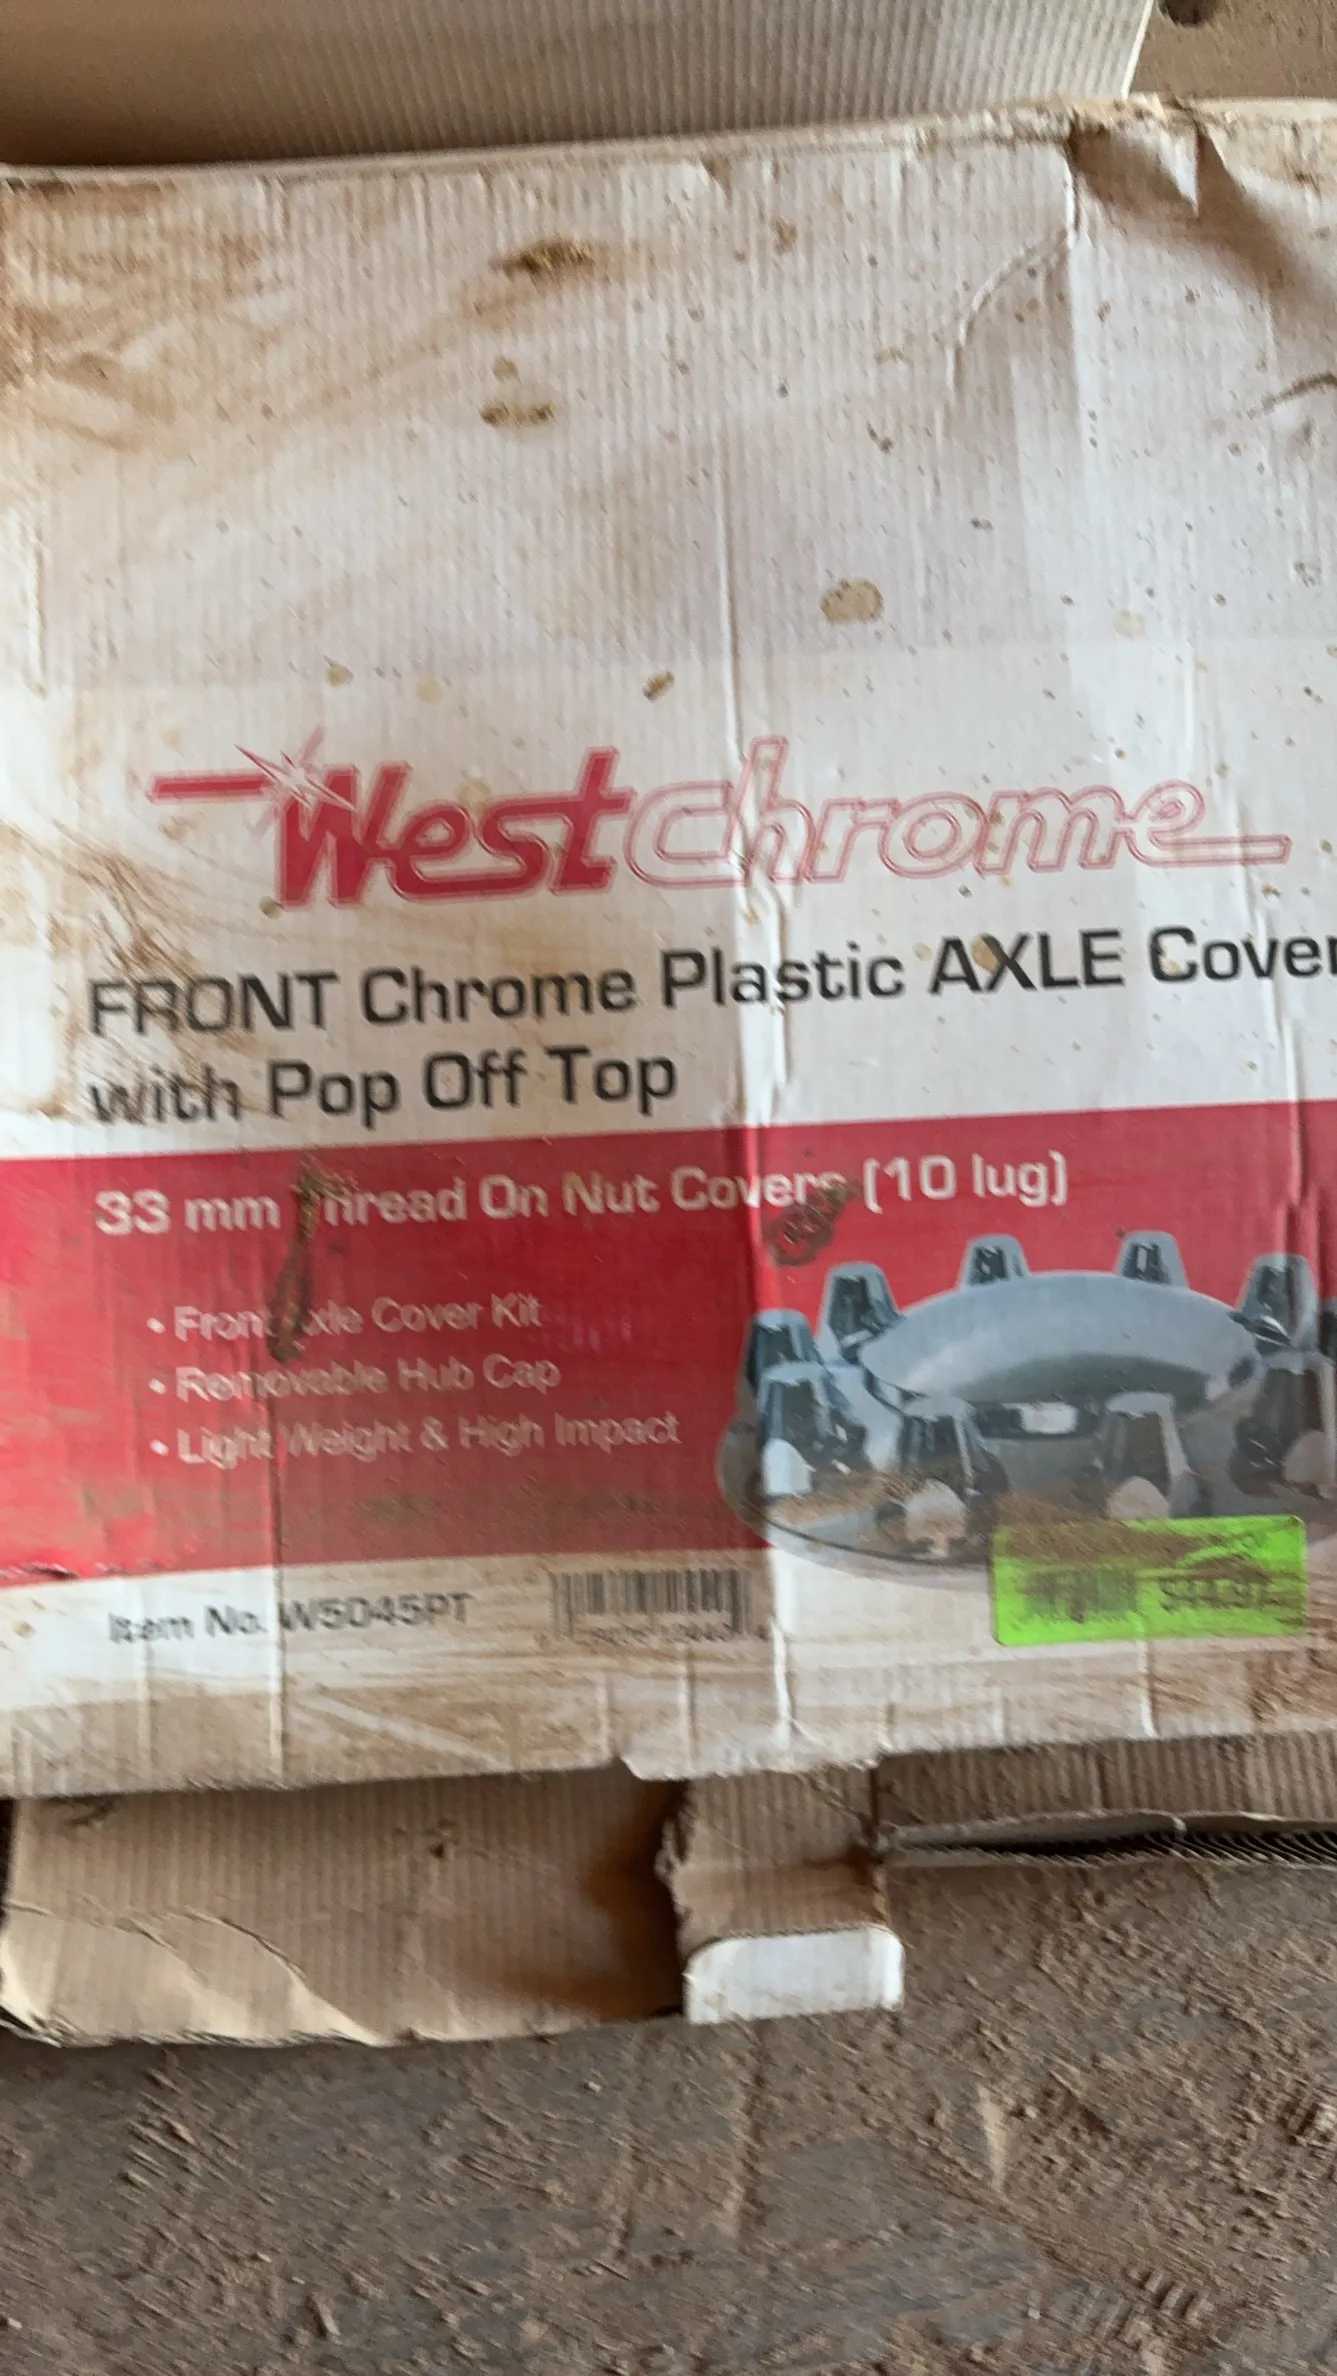 WestChrome
FRONT Chrome Plastic AXLE Cover
with Pop Off Top
33 mm Thread On Nut Covers (10 lug)
• Front Axle Cover Kit
• Removable Hub Cap
• Light Weight & High Impact
Item No. W5045PT